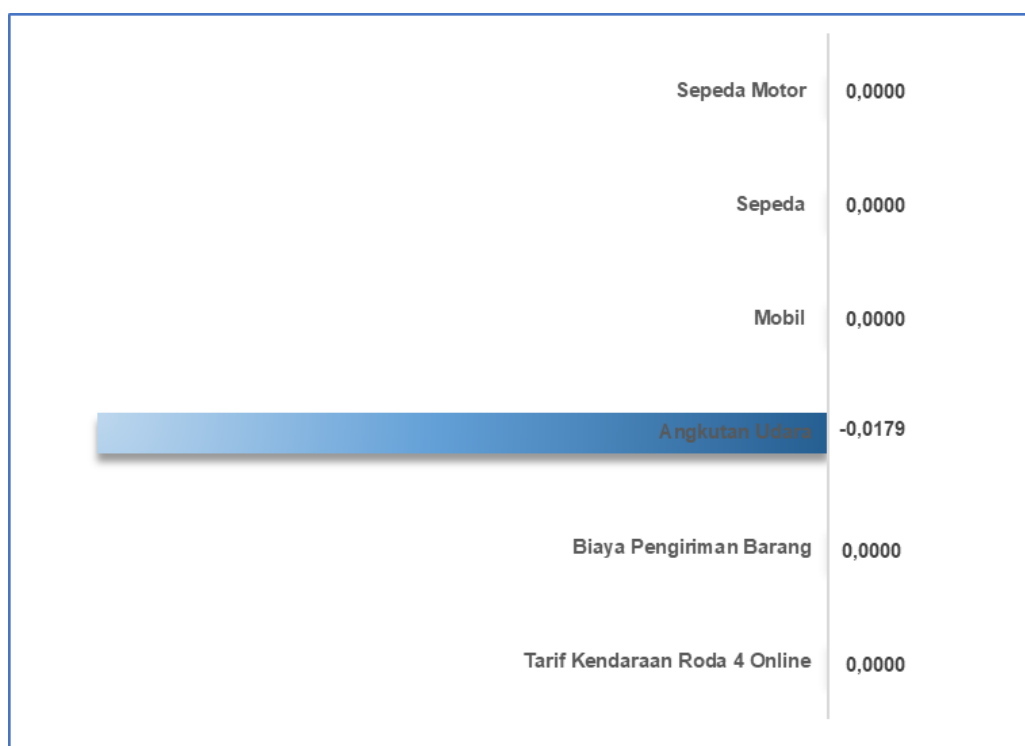 Sepeda Motor 0,0000
Sepeda 0,0000
Mobil 0,0000
Angkutan Udara -0,0179
Biaya Pengiriman Barang 0,0000
Tarif Kendaraan Roda 4 Online 0,0000